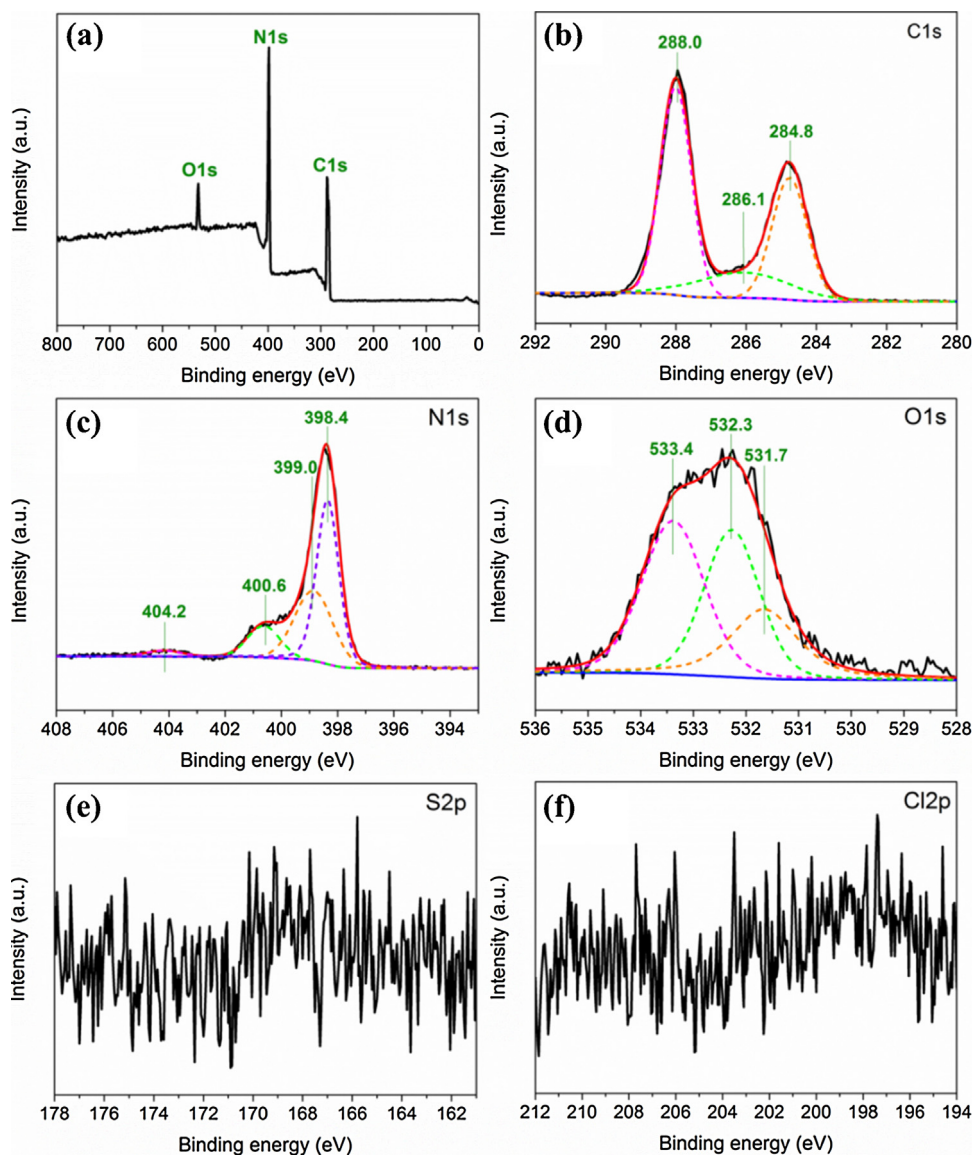 (a)
N1s
O1s
C1s
Intensity (a.u.)
800 700 600 500 400 300 200 100 0
Binding energy (eV)
(b)
C1s
288.0
284.8
286.1
Intensity (a.u.)
292 290 288 286 284 282 280
Binding energy (eV)
(c)
N1s
398.4
399.0
400.6
404.2
Intensity (a.u.)
408 406 404 402 400 398 396 394
Binding energy (eV)
(d)
O1s
532.3
533.4
531.7
Intensity (a.u.)
536 535 534 533 532 531 530 529 528
Binding energy (eV)
(e)
S2p
Intensity (a.u.)
178 176 174 172 170 168 166 164 162
Binding energy (eV)
(f)
Cl2p
Intensity (a.u.)
212 210 208 206 204 202 200 198 196 194
Binding energy (eV)